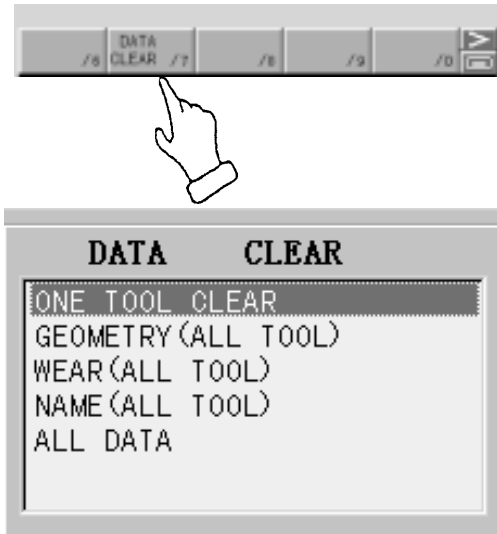 DATA
/6 CLEAR /7 /8 /9 /0 >
DATA CLEAR
ONE TOOL CLEAR
GEOMETRY(ALL TOOL)
WEAR(ALL TOOL)
NAME(ALL TOOL)
ALL DATA